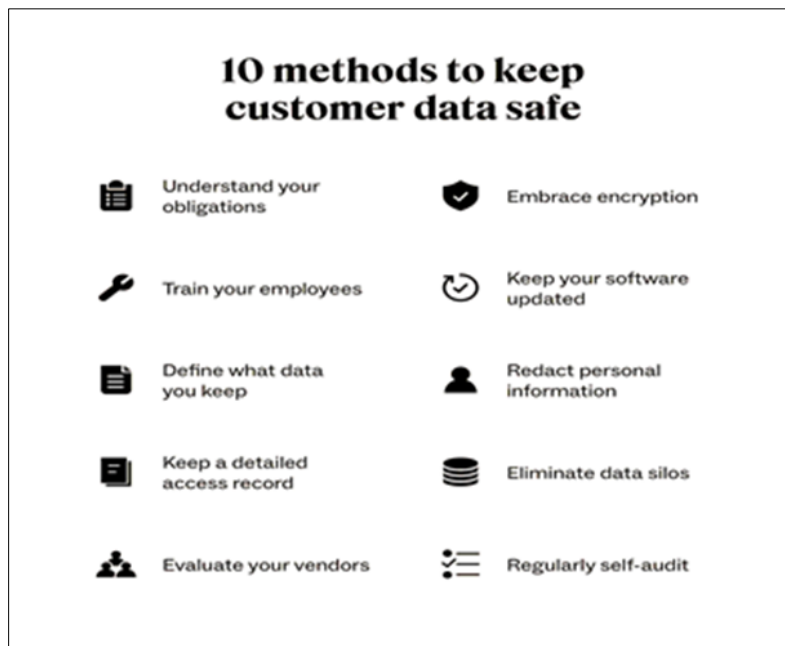 10 methods to keep
customer data safe
Understand your
obligations
Train your employees
Define what data
you keep
Keep a detailed
access record
Evaluate your vendors
Embrace encryption
Keep your software
updated
Redact personal
information
Eliminate data silos
Regularly self-audit